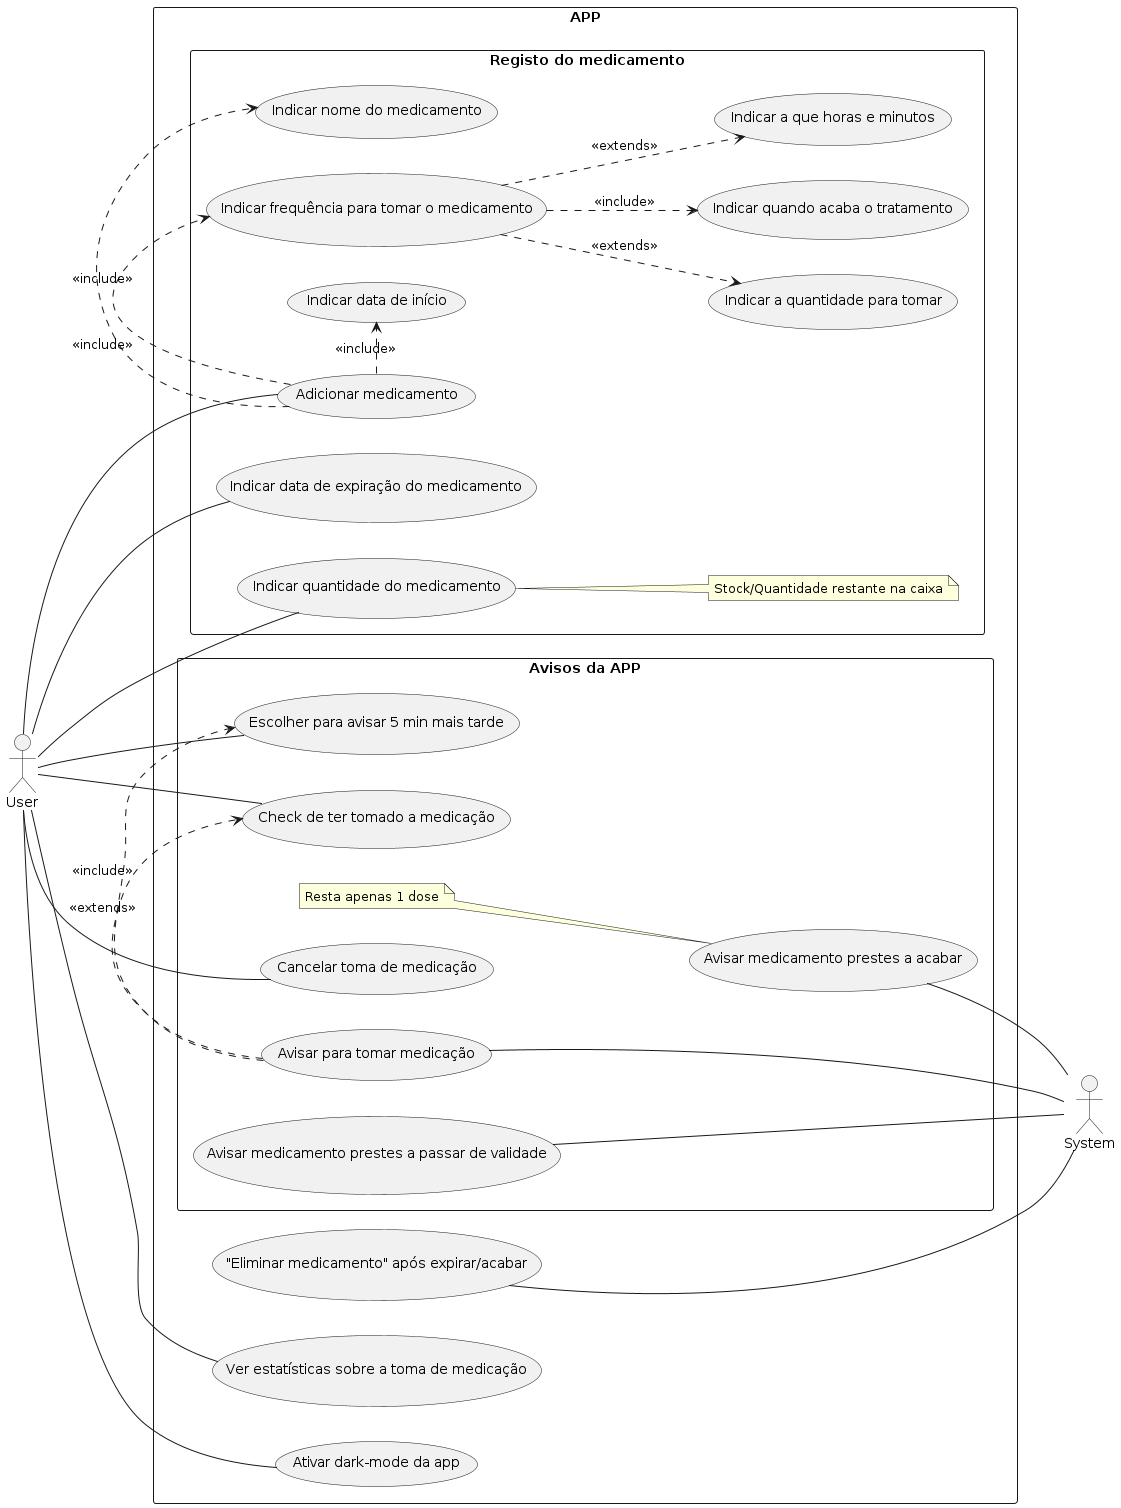 APP
Registo do medicamento
Indicar nome do medicamento
Indicar a que horas e minutos
«extends»
Indicar frequência para tomar o medicamento
«include»
Indicar quando acaba o tratamento
«extends»
Indicar a quantidade para tomar
«include»
Indicar data de início
«include»
«include»
Adicionar medicamento
Indicar data de expiração do medicamento
Indicar quantidade do medicamento
Stock/Quantidade restante na caixa
Avisos da APP
Escolher para avisar 5 min mais tarde
User
Check de ter tomado a medicação
«include»
«extends»
Resta apenas 1 dose
Avisar medicamento prestes a acabar
Cancelar toma de medicação
Avisar para tomar medicação
System
Avisar medicamento prestes a passar de validade
"Eliminar medicamento" após expirar/acabar
Ver estatísticas sobre a toma de medicação
Ativar dark-mode da app